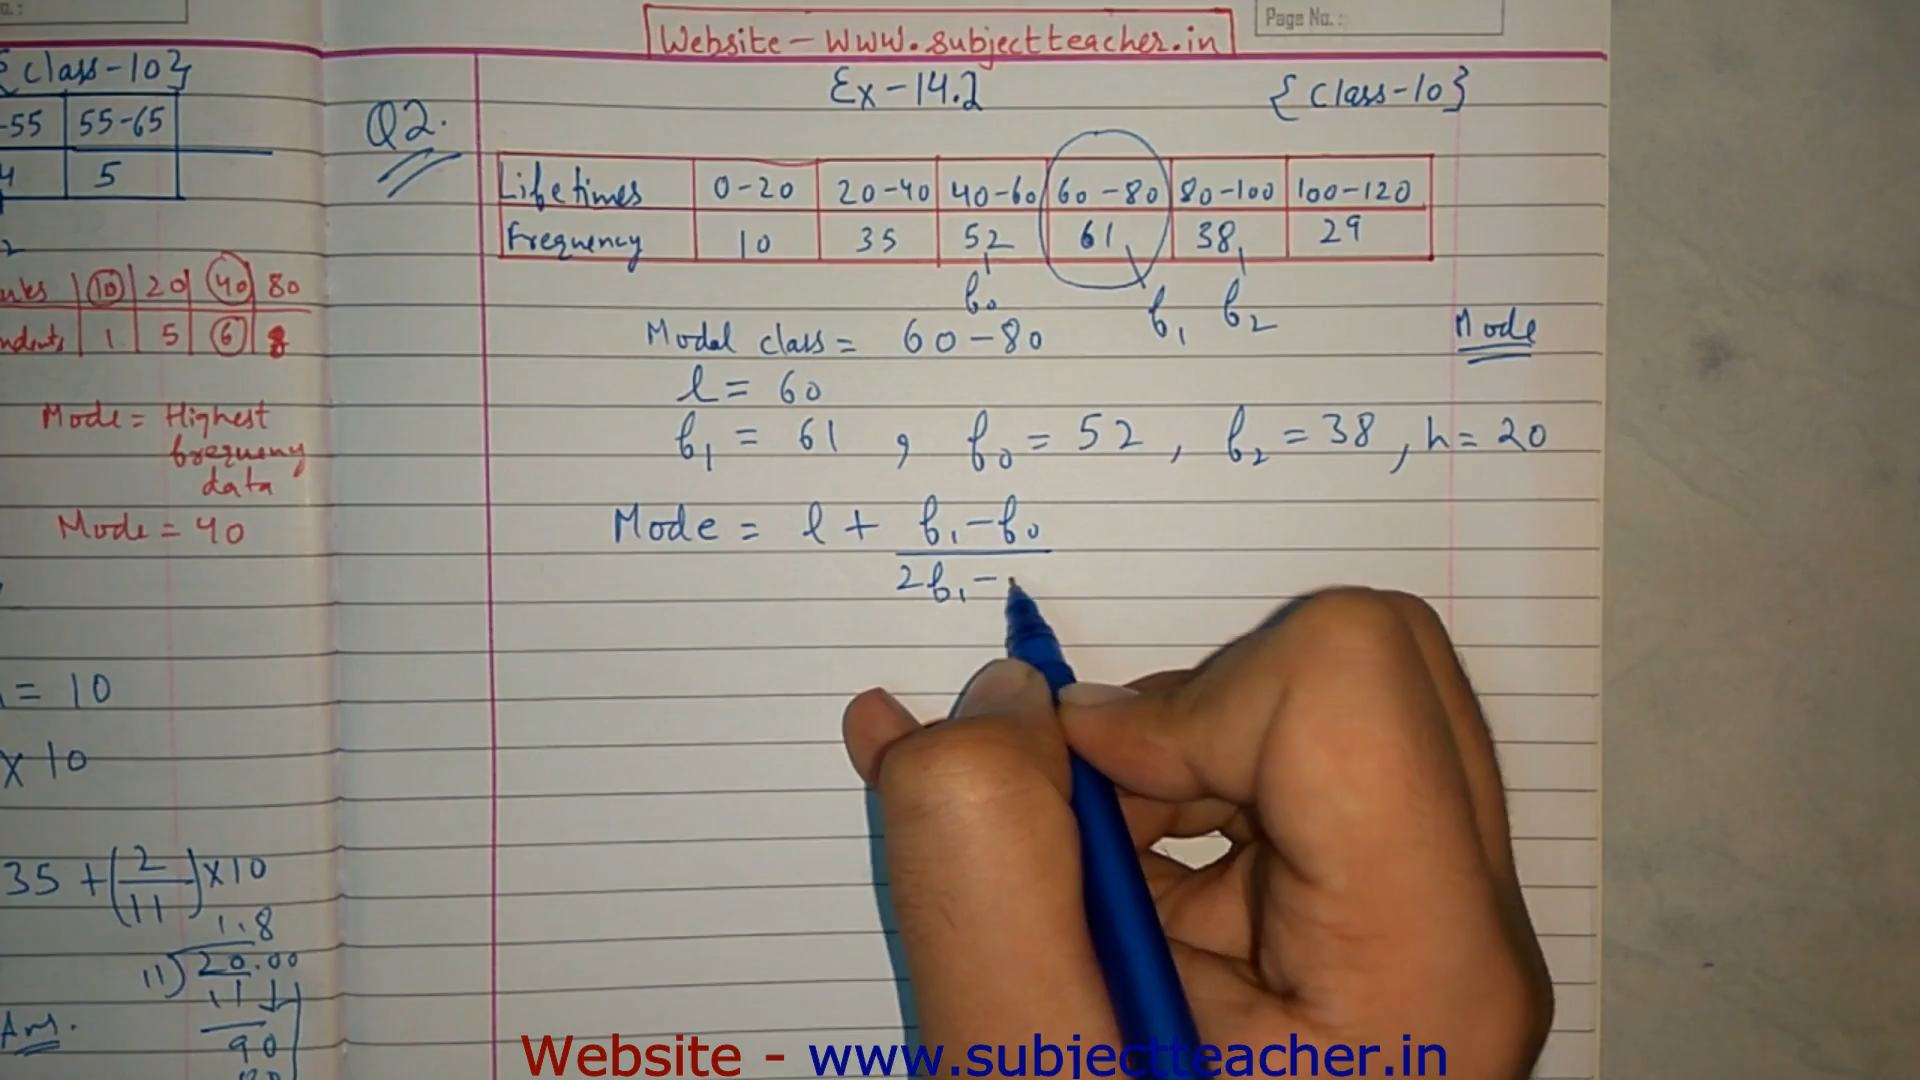 Page No.:
Website - www.subjectteacher.in
{Class-10}
-55 55-65
4 5
10 20 40 80
1 5 6 8
Mode = Highest
frequency
data
Mode = 40
= 10
x 10
35 + (2/11) x 10
1.8
11) 20.00
11
90
Ans.
Ex - 14.2 {Class-10}
Q2.
Lifetimes 0-20 20-40 40-60 60-80 80-100 100-120
Frequency 10 35 52 61 38 29
f0 f1 f2
Modal class = 60-80
Mode
l = 60
f1 = 61 , f0 = 52 , f2 = 38 , h = 20
Mode = l + f1 - f0
2f1 -
Website - www.subjectteacher.in